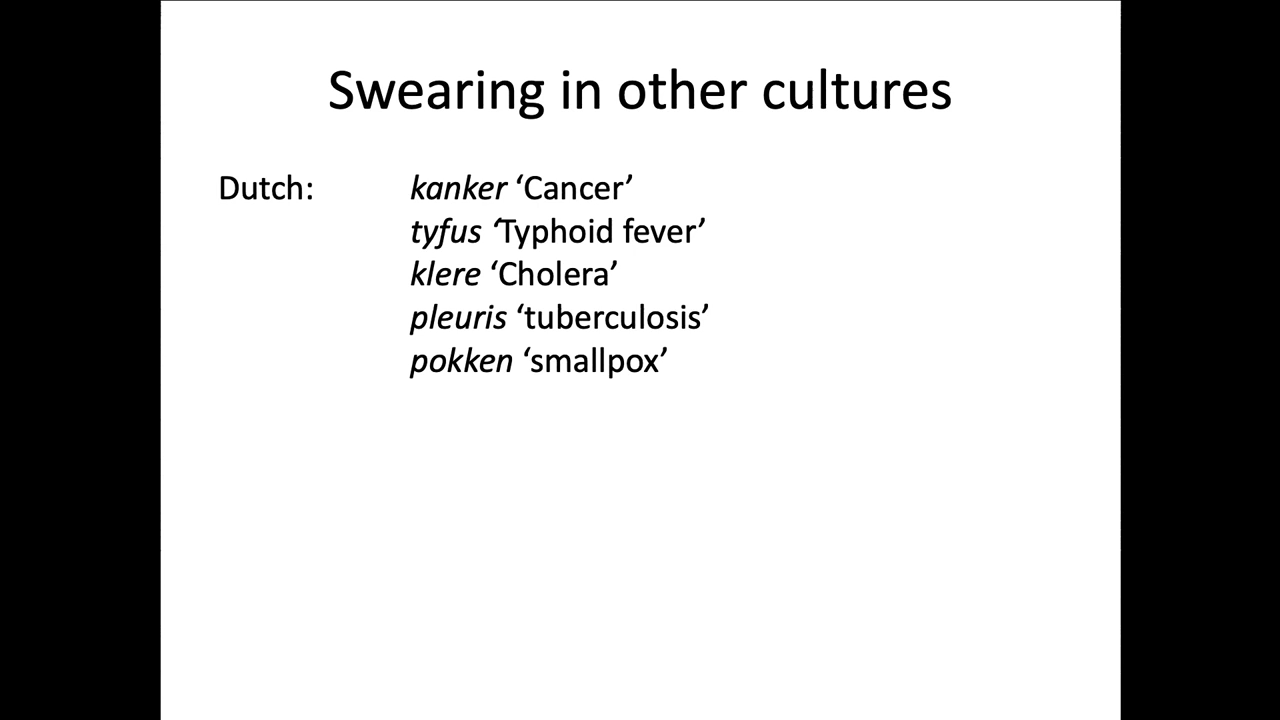 Swearing in other cultures
Dutch: kanker ‘Cancer’
tyfus ‘Typhoid fever’
klere ‘Cholera’
pleuris ‘tuberculosis’
pokken ‘smallpox’